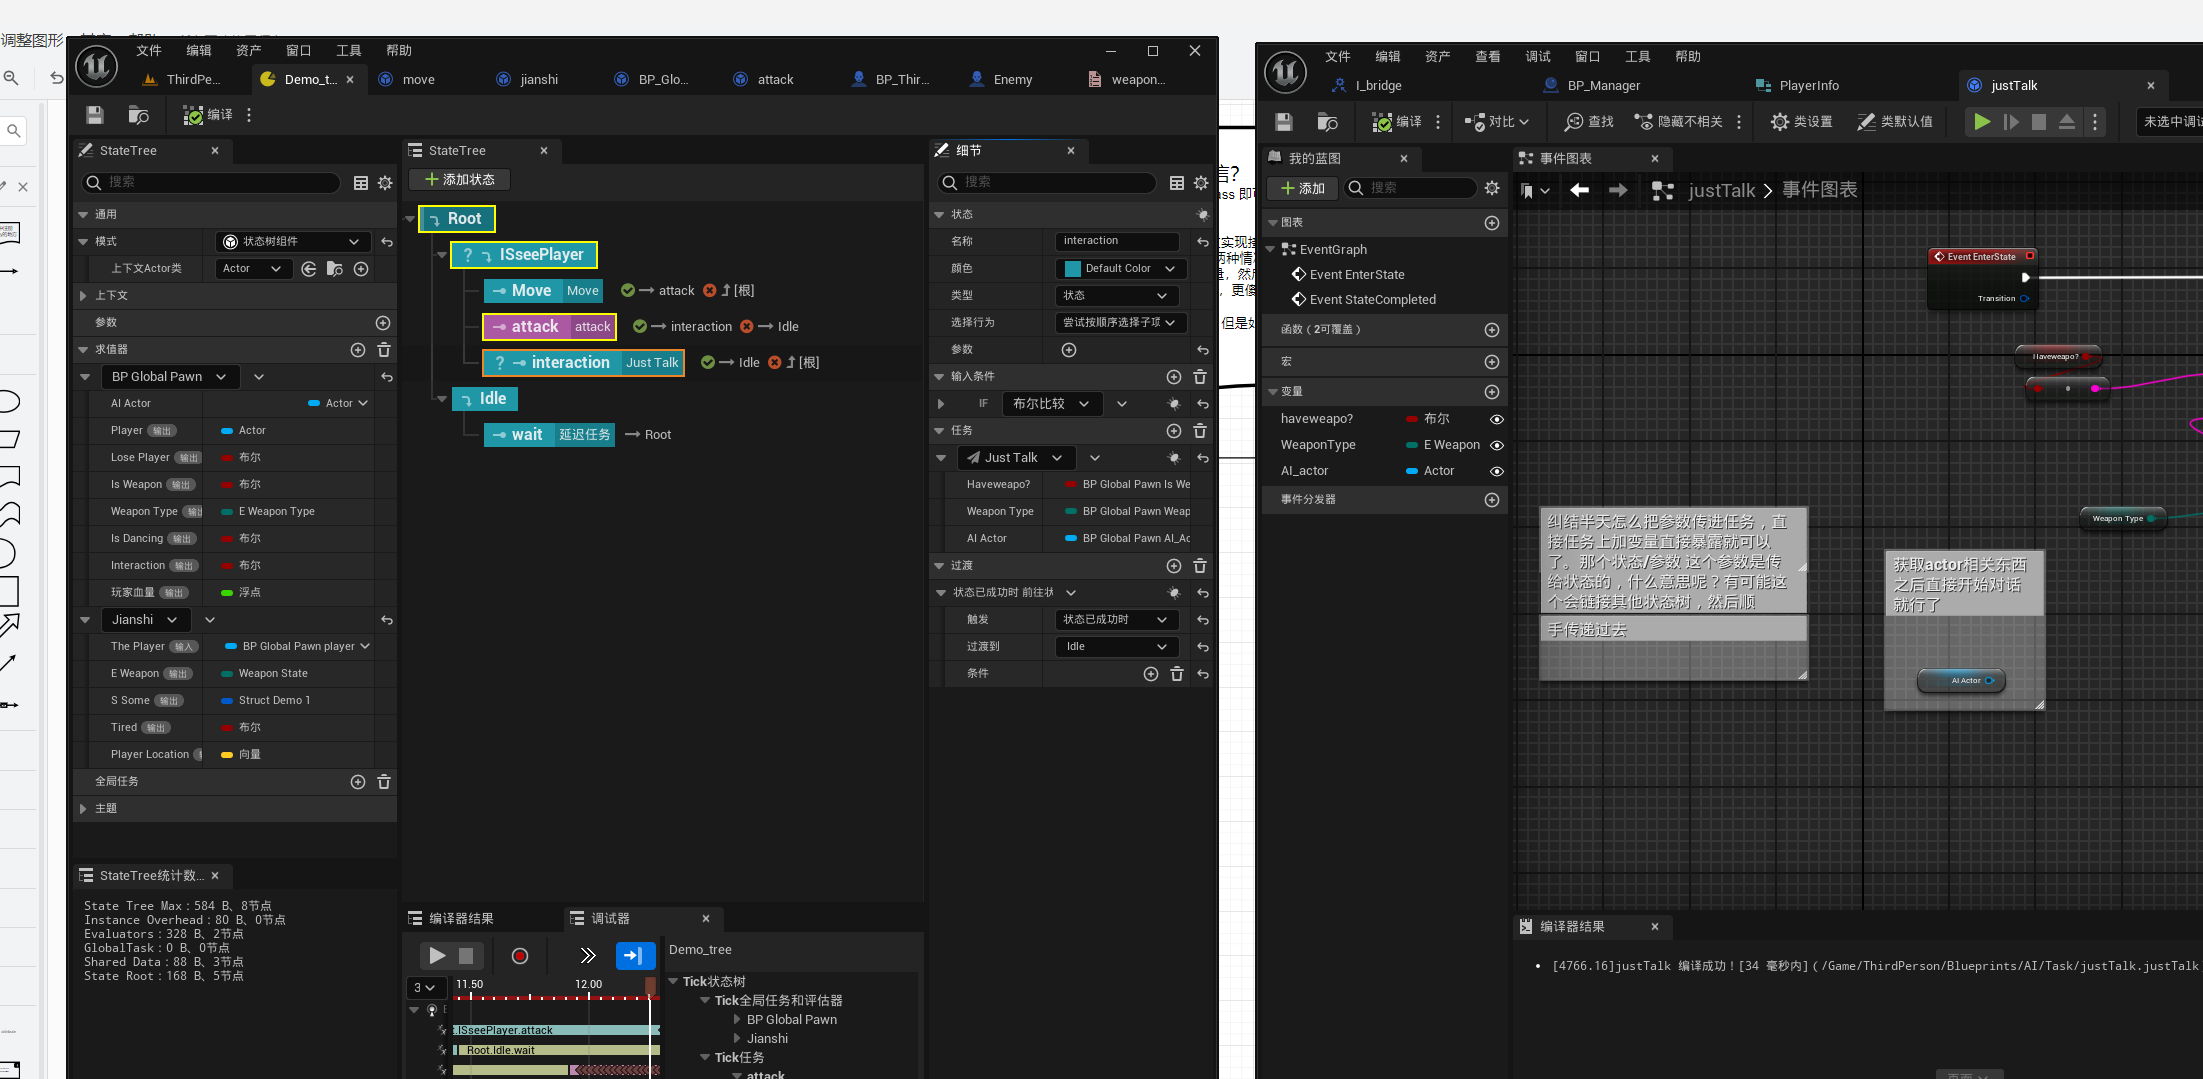 调整图形
文件 编辑 资产 窗口 工具 帮助
ThirdPe...
Demo_t...
move
jianshi
BP_Glo...
attack
BP_Thir...
Enemy
weapon...
编译
StateTree
搜索
通用
模式 状态树组件
上下文Actor类 Actor
上下文
参数
求值器
BP Global Pawn
AI Actor Actor
Player 输出 Actor
Lose Player 输出 布尔
Is Weapon 输出 布尔
Weapon Type E Weapon Type
Is Dancing 输出 布尔
Interaction 输出 布尔
玩家血量 输出 浮点
Jianshi
The Player 输入 BP Global Pawn player
E Weapon 输出 Weapon State
S Some 输出 Struct Demo 1
Tired 输出 布尔
Player Location 向量
全局任务
主题
StateTree统计数...
State Tree Max：584 B、8节点
Instance Overhead：80 B、0节点
Evaluators：328 B、2节点
GlobalTask：0 B、0节点
Shared Data：88 B、3节点
State Root：168 B、5节点
StateTree
添加状态
Root
? ISseePlayer
Move Move attack [根]
attack attack interaction Idle
? interaction Just Talk Idle [根]
Idle
wait 延迟任务 Root
编译器结果
调试器
Demo_tree
3
11.50 12.00
.ISseePlayer.attack
Root.Idle.wait
Tick状态树
Tick全局任务和评估器
BP Global Pawn
Jianshi
Tick任务
attack
细节
搜索
状态
名称 interaction
颜色 Default Color
类型 状态
选择行为 尝试按顺序选择子项
参数
输入条件
IF 布尔比较
任务
Just Talk
Haveweapo? BP Global Pawn Is We
Weapon Type BP Global Pawn Weap
AI Actor BP Global Pawn AI_Ac
过渡
状态已成功时 前往状
触发 状态已成功时
过渡到 Idle
条件
文件 编辑 资产 查看 调试 窗口 工具 帮助
I_bridge
BP_Manager
PlayerInfo
justTalk
编译
对比
查找
隐藏不相关
类设置
类默认值
未选中调试
我的蓝图
添加
搜索
图表
EventGraph
Event EnterState
Event StateCompleted
函数（2可覆盖）
宏
变量
haveweapo? 布尔
WeaponType E Weapon
AI_actor Actor
事件分发器
事件图表
justTalk > 事件图表
Event EnterState
Transition
Haveweapo?
Weapon Type
纠结半天怎么把参数传进任务，直
接任务上加变量直接暴露就可以
了。那个状态/参数 这个参数是传
给状态的，什么意思呢？有可能这
个会链接其他状态树，然后顺
手传递过去
获取actor相关东西
之后直接开始对话
就行了
AI Actor
编译器结果
[4766.16]justTalk 编译成功！[34 毫秒内]（/Game/ThirdPerson/Blueprints/AI/Task/justTalk.justTalk